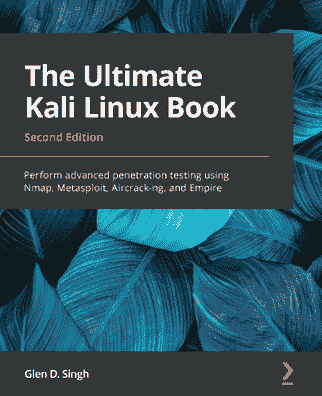 The Ultimate
Kali Linux Book
Second Edition
Perform advanced penetration testing using
Nmap, Metasploit, Aircrack-ng, and Empire
Glen D. Singh